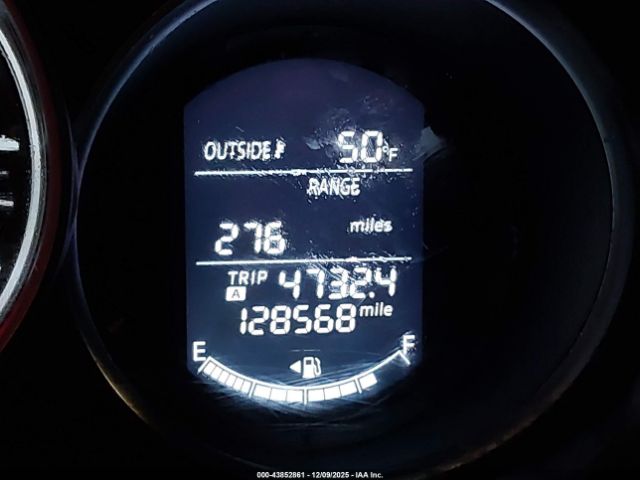 OUTSIDE 50°F
RANGE
276 miles
TRIP A 4732.4
128568 mile
E F
000-43852861 - 12/09/2025 - IAA Inc.